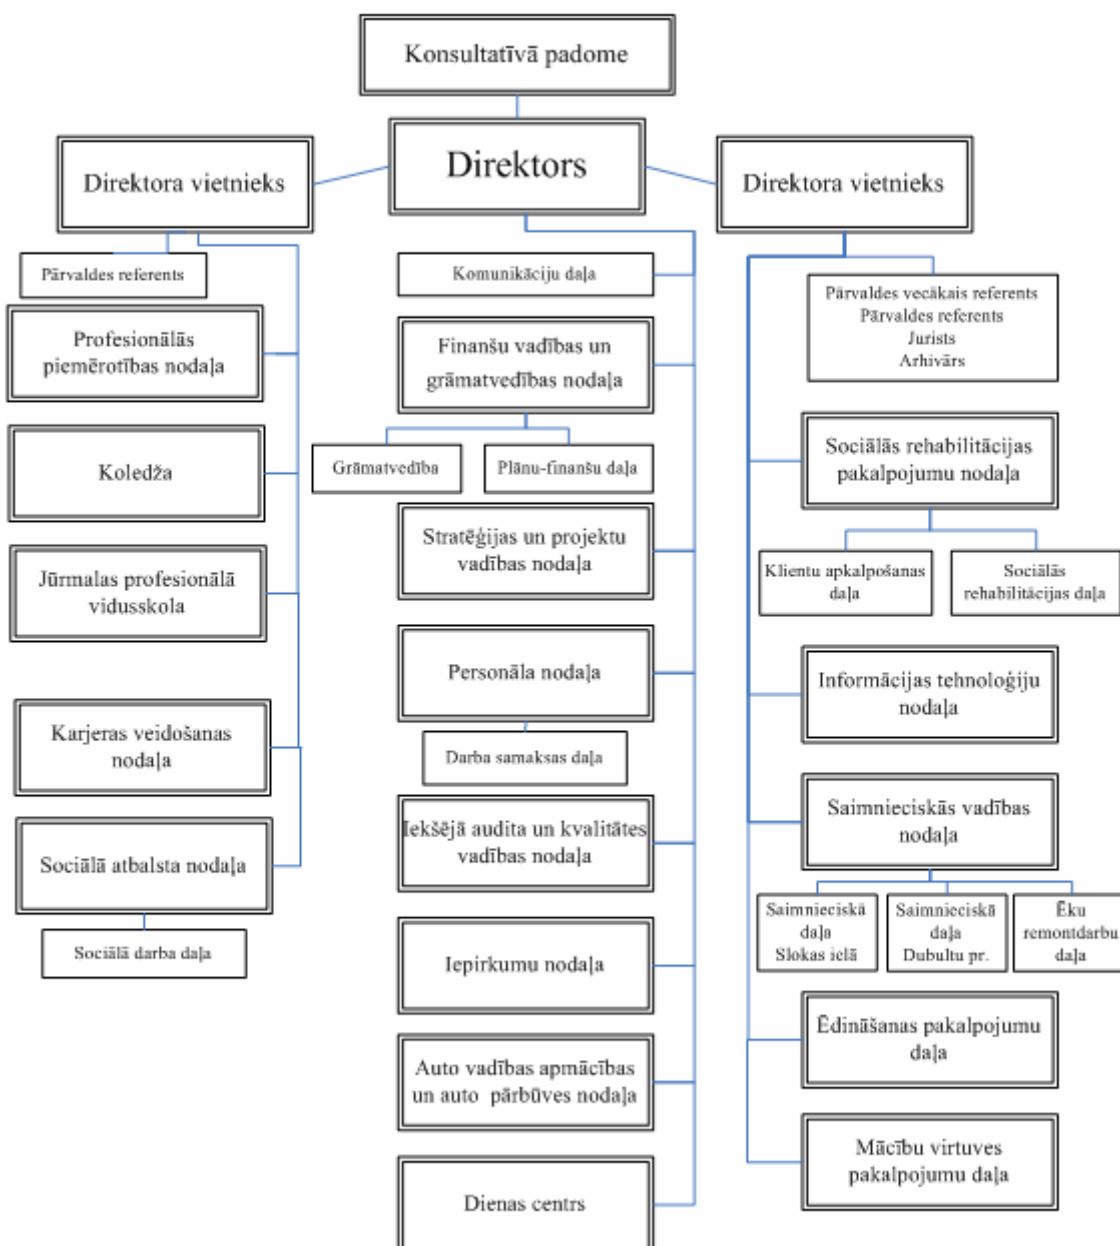 Konsultatīvā padome
Direktors
Direktora vietnieks
Direktora vietnieks
Pārvaldes referents
Profesionālās
piemērotības nodaļa
Koledža
Jūrmalas profesionālā
vidusskola
Karjeras veidošanas
nodaļa
Sociālā atbalsta nodaļa
Sociālā darba daļa
Komunikāciju daļa
Finanšu vadības un
grāmatvedības nodaļa
Grāmatvedība
Plānu-finanšu daļa
Stratēģijas un projektu
vadības nodaļa
Personāla nodaļa
Darba samaksas daļa
Iekšējā audita un kvalitātes
vadības nodaļa
Iepirkumu nodaļa
Auto vadības apmācības
un auto pārbūves nodaļa
Dienas centrs
Pārvaldes vecākais referents
Pārvaldes referents
Jurists
Arhivārs
Sociālās rehabilitācijas
pakalpojumu nodaļa
Klientu apkalpošanas
daļa
Sociālās
rehabilitācijas daļa
Informācijas tehnoloģiju
nodaļa
Saimnieciskās vadības
nodaļa
Saimnieciskā
daļa
Slokas ielā
Saimnieciskā
daļa
Dubultu pr.
Ēku
remontdarbu
daļa
Ēdināšanas pakalpojumu
daļa
Mācību virtuves
pakalpojumu daļa